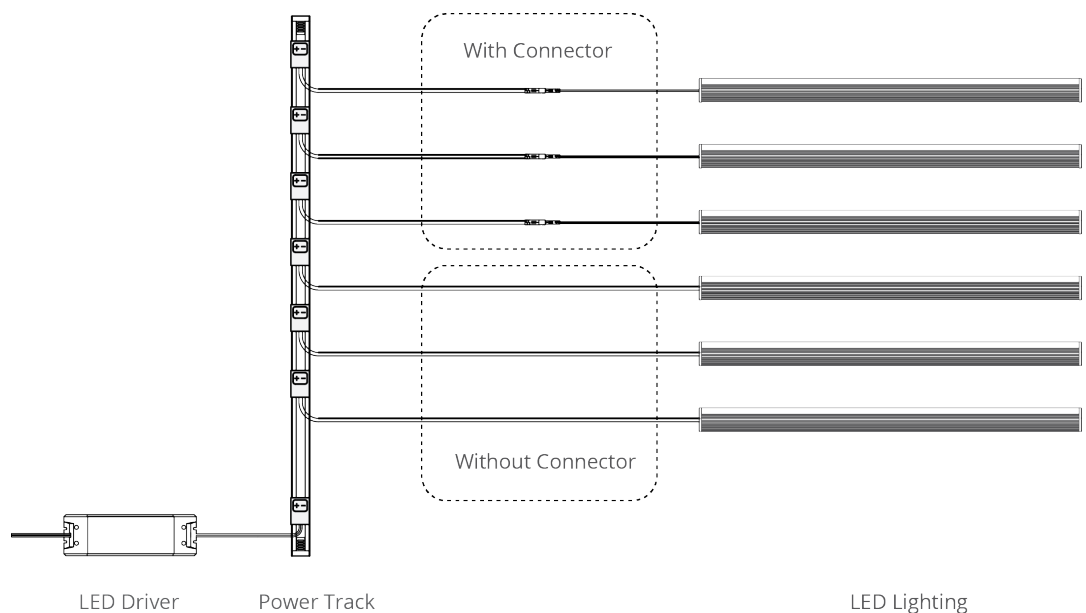 With Connector
Without Connector
LED Driver
Power Track
LED Lighting